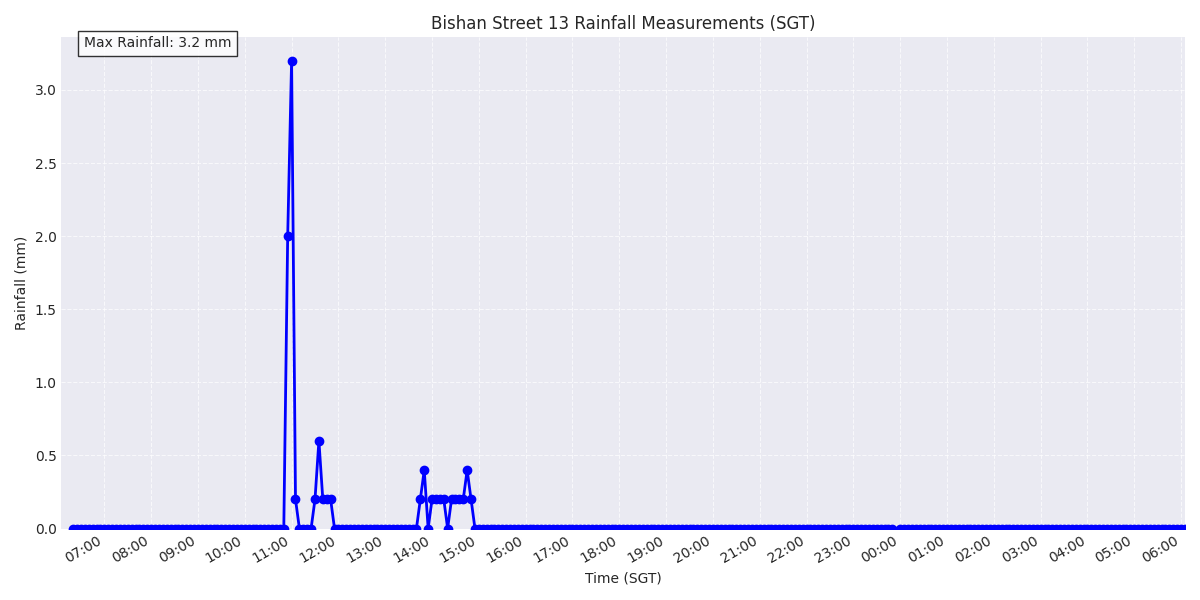 Bishan Street 13 Rainfall Measurements (SGT)
Max Rainfall: 3.2 mm
3.0
2.5
2.0
1.5
1.0
0.5
0.0
Rainfall (mm)
07:00 08:00 09:00 10:00 11:00 12:00 13:00 14:00 15:00 16:00 17:00 18:00 19:00 20:00 21:00 22:00 23:00 00:00 01:00 02:00 03:00 04:00 05:00 06:00
Time (SGT)